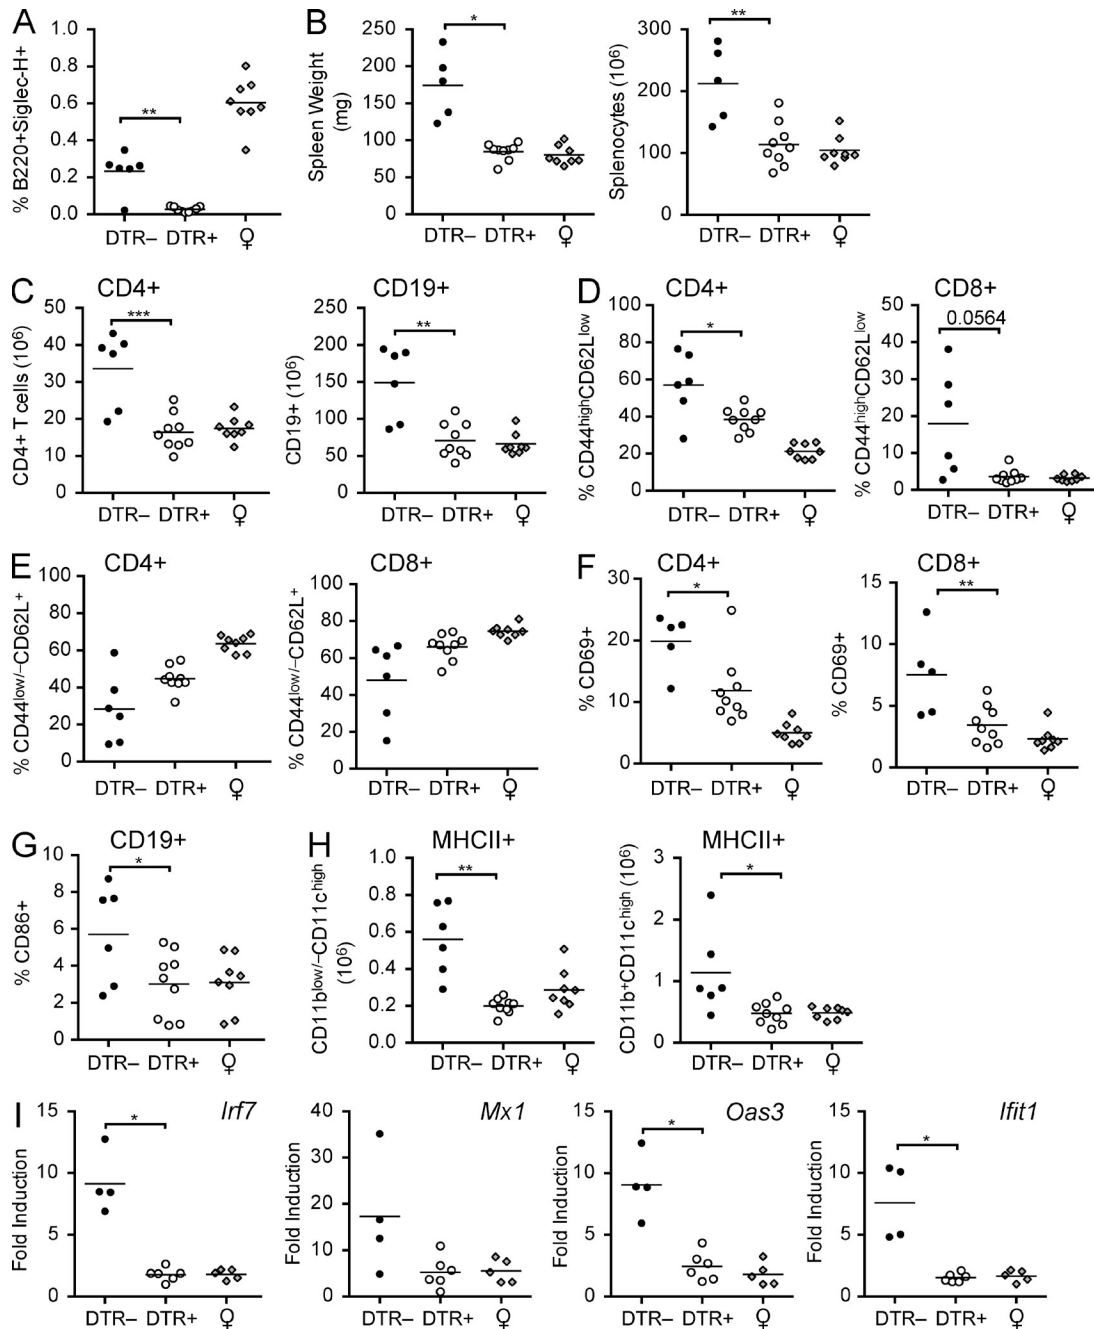 A
% B220+Siglec-H+
1.0
0.8
0.6
0.4
0.2
0.0
**
DTR– DTR+ ♀
B
Spleen Weight
(mg)
250
200
150
100
50
0
*
DTR– DTR+ ♀
Splenocytes (10⁶)
300
200
100
0
**
DTR– DTR+ ♀
C
CD4+
CD4+ T cells (10⁶)
50
40
30
20
10
0
***
DTR– DTR+ ♀
CD19+
CD19+ (10⁶)
250
200
150
100
50
0
**
DTR– DTR+ ♀
D
CD4+
% CD44highCD62Llow
100
80
60
40
20
0
*
DTR– DTR+ ♀
CD8+
% CD44highCD62Llow
50
40
30
20
10
0
0.0564
DTR– DTR+ ♀
E
CD4+
% CD44low/–CD62L+
100
80
60
40
20
0
DTR– DTR+ ♀
CD8+
% CD44low/–CD62L+
100
80
60
40
20
0
DTR– DTR+ ♀
F
CD4+
% CD69+
30
20
10
0
*
DTR– DTR+ ♀
CD8+
% CD69+
15
10
5
0
**
DTR– DTR+ ♀
G
CD19+
% CD86+
10
8
6
4
2
0
*
DTR– DTR+ ♀
H
MHCII+
CD11blow/–CD11chigh
(10⁶)
1.0
0.8
0.6
0.4
0.2
0.0
**
DTR– DTR+ ♀
MHCII+
CD11b+CD11chigh (10⁶)
3
2
1
0
*
DTR– DTR+ ♀
I
Irf7
Fold Induction
15
10
5
0
*
DTR– DTR+ ♀
Mx1
Fold Induction
40
30
20
10
0
DTR– DTR+ ♀
Oas3
Fold Induction
15
10
5
0
*
DTR– DTR+ ♀
Ifit1
Fold Induction
15
10
5
0
*
DTR– DTR+ ♀